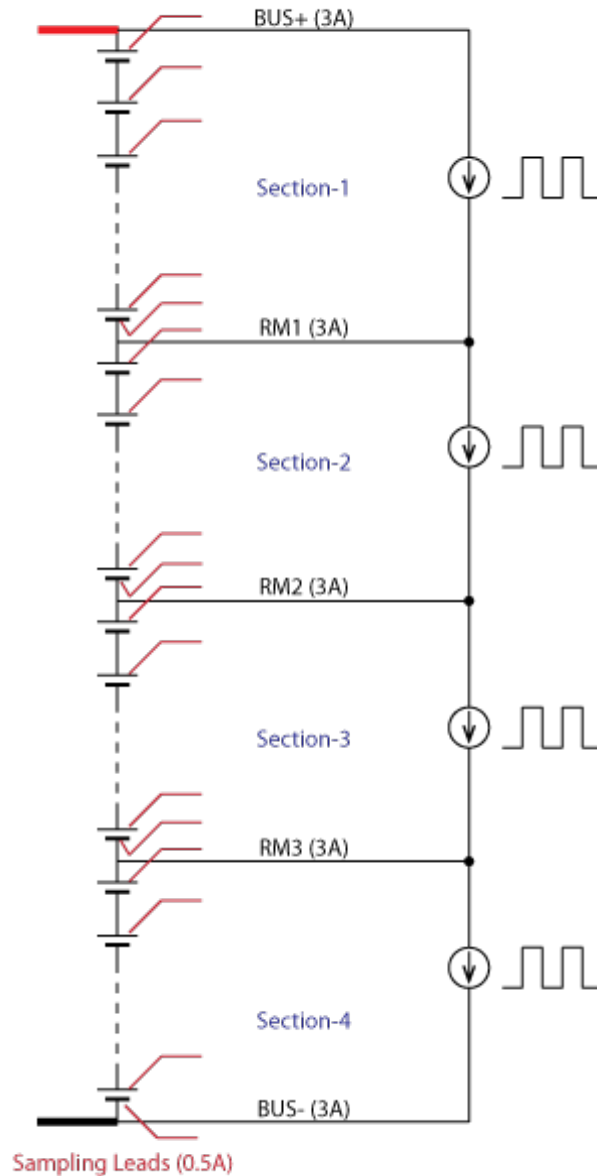 BUS+ (3A)
Section-1
RM1 (3A)
Section-2
RM2 (3A)
Section-3
RM3 (3A)
Section-4
BUS- (3A)
Sampling Leads (0.5A)